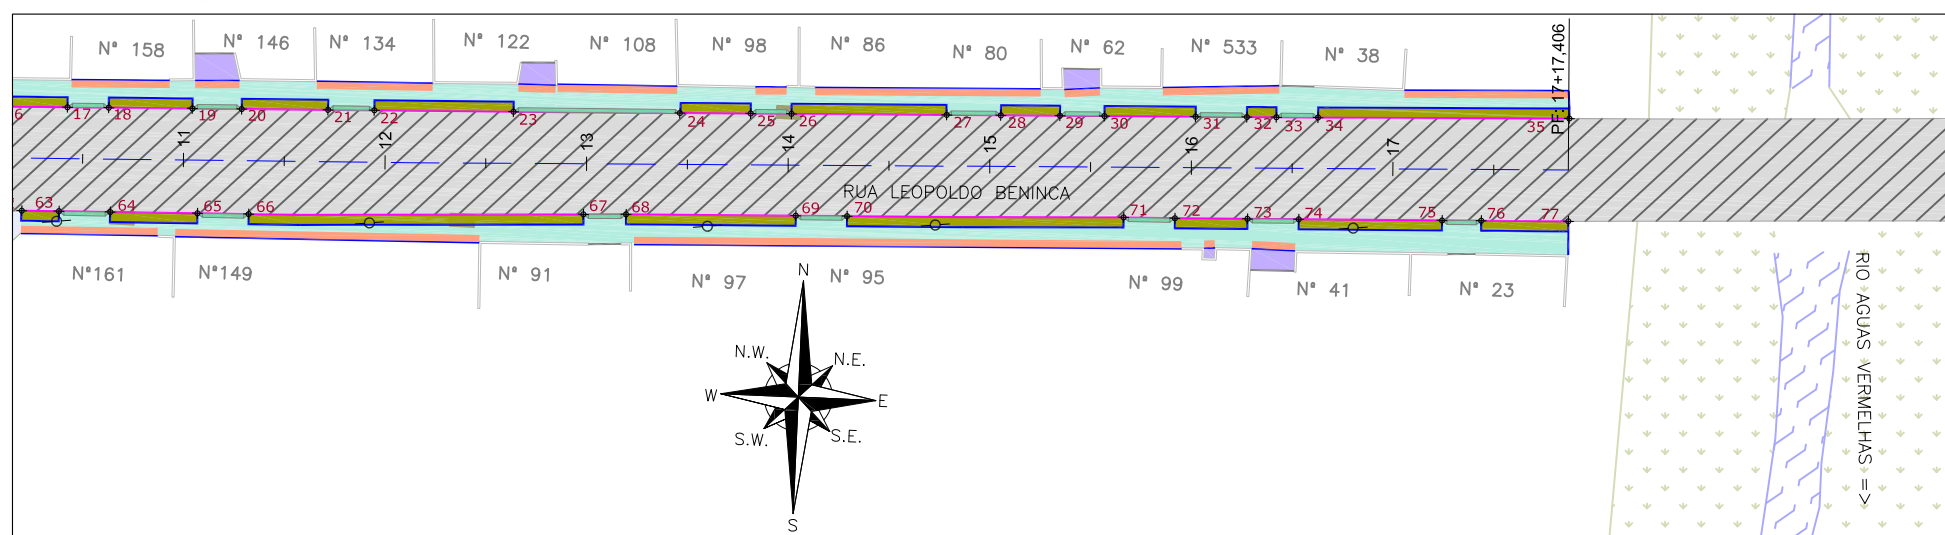 Nº 158
Nº 146
Nº 134
Nº 122
Nº 108
Nº 98
Nº 86
Nº 80
Nº 62
Nº 533
Nº 38
PF: 17+17,406
6
17
18
19
20
21
22
23
24
25
26
27
28
29
30
31
32
33
34
35
11
12
13
14
15
16
17
RUA LEOPOLDO BENINCA
63
64
65
66
67
68
69
70
71
72
73
74
75
76
77
Nº161
Nº149
Nº 91
Nº 97
Nº 95
Nº 99
Nº 41
Nº 23
RIO AGUAS VERMELHAS =>
N
N.W.
N.E.
W
E
S.W.
S.E.
S